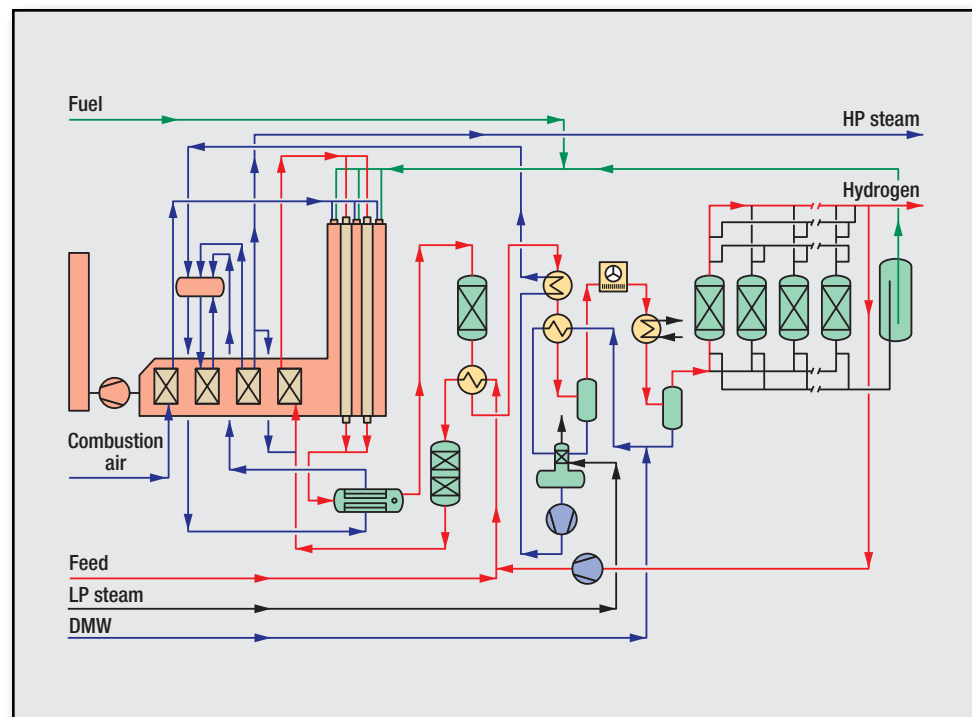 Fuel
HP steam
Hydrogen
Combustion
air
Feed
LP steam
DMW